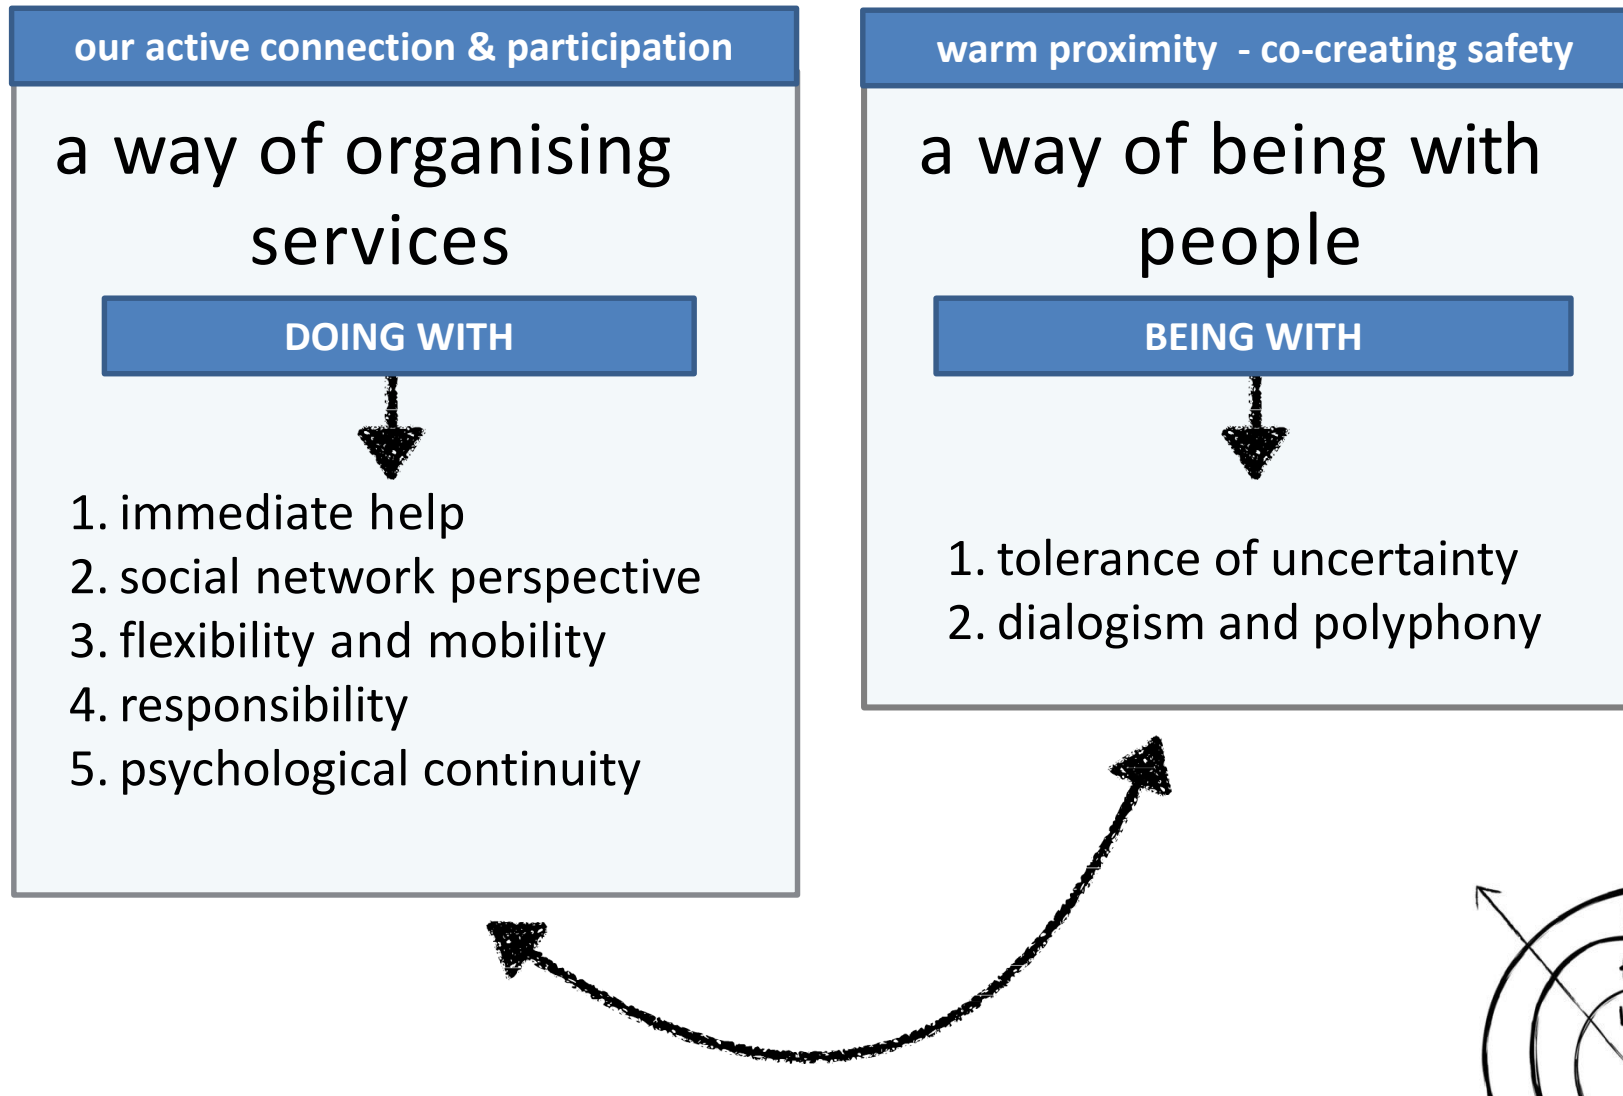 our active connection & participation
a way of organising
services
DOING WITH
1. immediate help
2. social network perspective
3. flexibility and mobility
4. responsibility
5. psychological continuity
warm proximity - co-creating safety
a way of being with
people
BEING WITH
1. tolerance of uncertainty
2. dialogism and polyphony